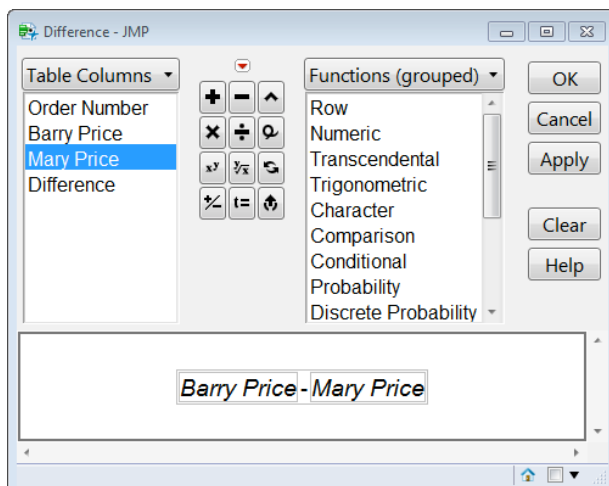 Difference - JMP
Table Columns
Order Number
Barry Price
Mary Price
Difference
xʸ
ʸ√x
t=
Functions (grouped)
Row
Numeric
Transcendental
Trigonometric
Character
Comparison
Conditional
Probability
Discrete Probability
OK
Cancel
Apply
Clear
Help
Barry Price - Mary Price